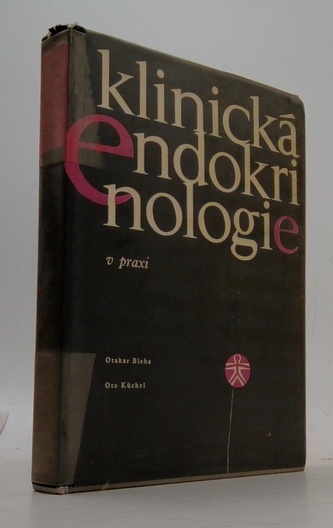 klinická
endokri
nologie
v praxi
Otakar Bleha
Oto Küchel